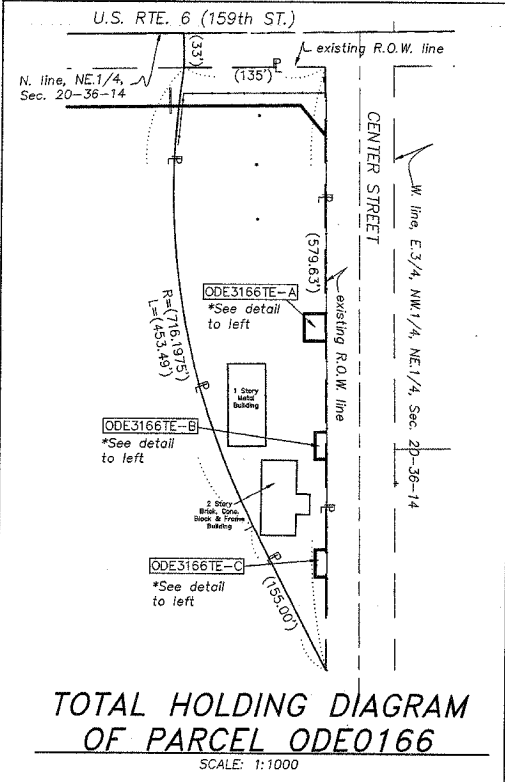 U.S. RTE. 6 (159th ST.)
existing R.O.W. line
(33')
(135')
N. line, NE.1/4,
Sec. 20-36-14
CENTER STREET
W. line, E.3/4, NW.1/4, NE.1/4, Sec. 20-36-14
(579.63')
existing R.O.W. line
ODE3166TE-A
*See detail
to left
R=(716.1975')
L=(453.49')
1 Story
Metal
Building
ODE3166TE-B
*See detail
to left
2 Story
Brick, Conc.
Block & Frame
Building
ODE3166TE-C
*See detail
to left
(155.00')
TOTAL HOLDING DIAGRAM
OF PARCEL ODE0166
SCALE: 1:1000